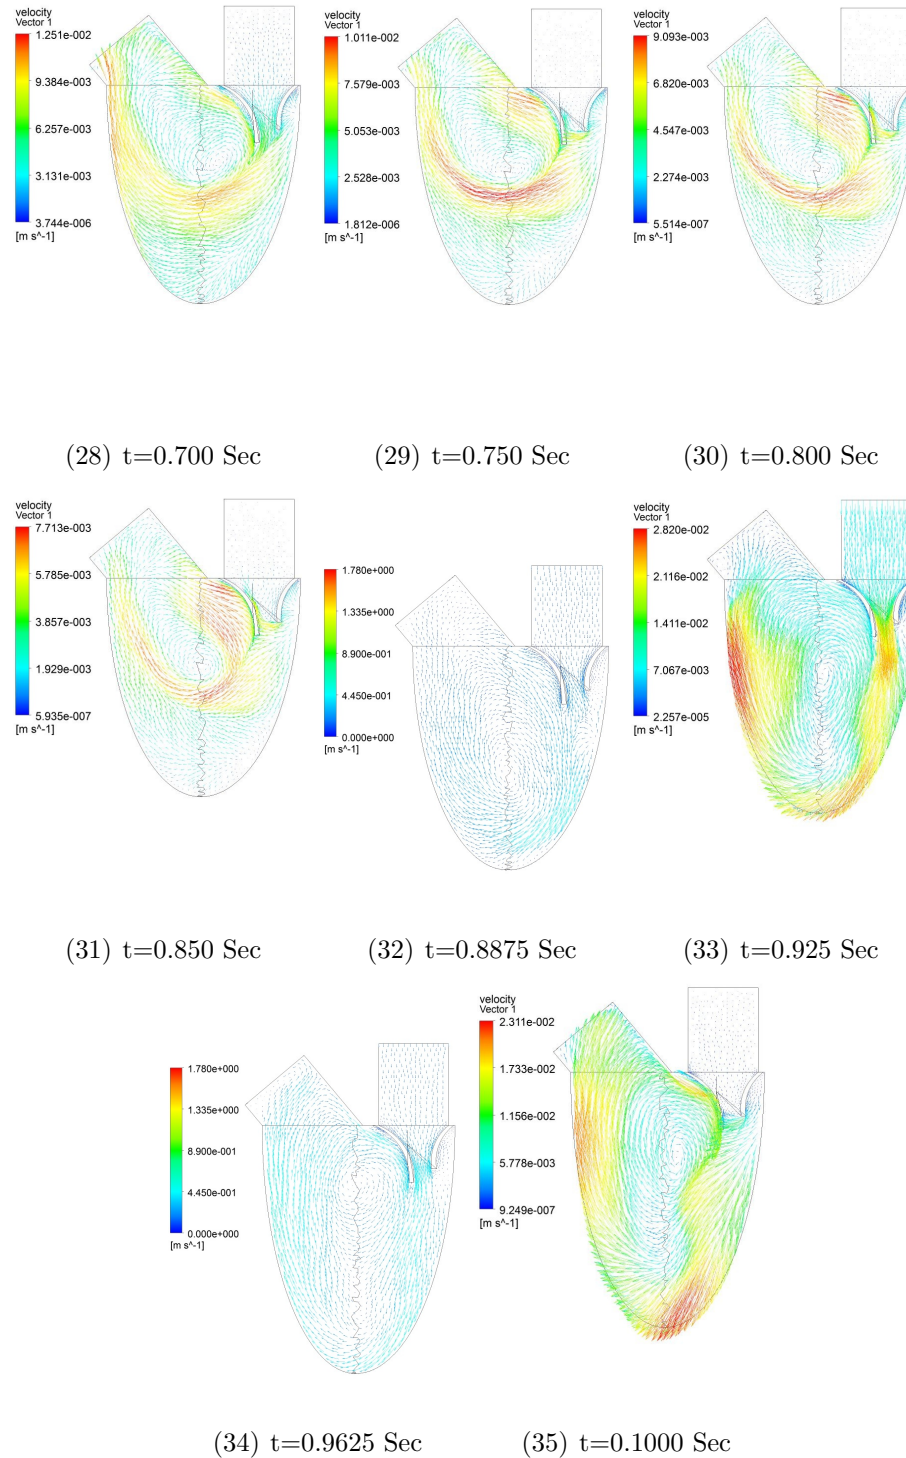 velocity
Vector 1
1.251e-002
9.384e-003
6.257e-003
3.131e-003
3.744e-006
[m s^-1]
velocity
Vector 1
1.011e-002
7.579e-003
5.053e-003
2.528e-003
1.812e-006
[m s^-1]
velocity
Vector 1
9.093e-003
6.820e-003
4.547e-003
2.274e-003
5.514e-007
[m s^-1]
(28) t=0.700 Sec
(29) t=0.750 Sec
(30) t=0.800 Sec
velocity
Vector 1
7.713e-003
5.785e-003
3.857e-003
1.929e-003
5.935e-007
[m s^-1]
1.780e+000
1.335e+000
8.900e-001
4.450e-001
0.000e+000
[m s^-1]
velocity
Vector 1
2.820e-002
2.116e-002
1.411e-002
7.067e-003
2.257e-005
[m s^-1]
(31) t=0.850 Sec
(32) t=0.8875 Sec
(33) t=0.925 Sec
1.780e+000
1.335e+000
8.900e-001
4.450e-001
0.000e+000
[m s^-1]
velocity
Vector 1
2.311e-002
1.733e-002
1.156e-002
5.778e-003
9.249e-007
[m s^-1]
(34) t=0.9625 Sec
(35) t=0.1000 Sec